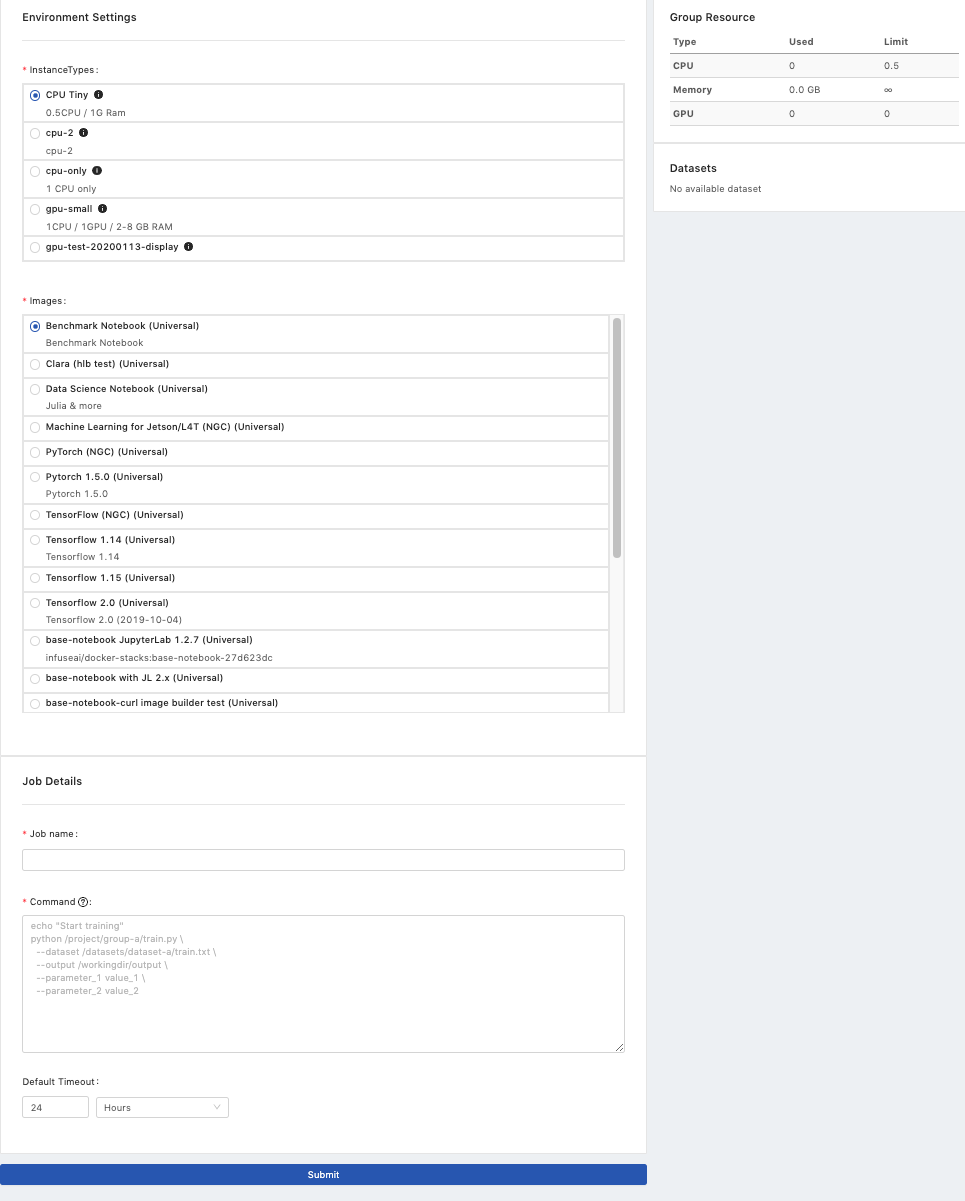 Environment Settings
* InstanceTypes:
CPU Tiny
0.5CPU / 1G Ram
cpu-2
cpu-2
cpu-only
1 CPU only
gpu-small
1CPU / 1GPU / 2-8 GB RAM
gpu-test-20200113-display
* Images:
Benchmark Notebook (Universal)
Benchmark Notebook
Clara (hlb test) (Universal)
Data Science Notebook (Universal)
Julia & more
Machine Learning for Jetson/L4T (NGC) (Universal)
PyTorch (NGC) (Universal)
Pytorch 1.5.0 (Universal)
Pytorch 1.5.0
TensorFlow (NGC) (Universal)
Tensorflow 1.14 (Universal)
Tensorflow 1.14
Tensorflow 1.15 (Universal)
Tensorflow 2.0 (Universal)
Tensorflow 2.0 (2019-10-04)
base-notebook JupyterLab 1.2.7 (Universal)
infuseai/docker-stacks:base-notebook-27d623dc
base-notebook with JL 2.x (Universal)
base-notebook-curl image builder test (Universal)
Job Details
* Job name:
* Command ?:
echo "Start training"
python /project/group-a/train.py \
--dataset /datasets/dataset-a/train.txt \
--output /workingdir/output \
--parameter_1 value_1 \
--parameter_2 value_2
Default Timeout:
24 Hours
Submit
Group Resource
Type Used Limit
CPU 0 0.5
Memory 0.0 GB ∞
GPU 0 0
Datasets
No available dataset